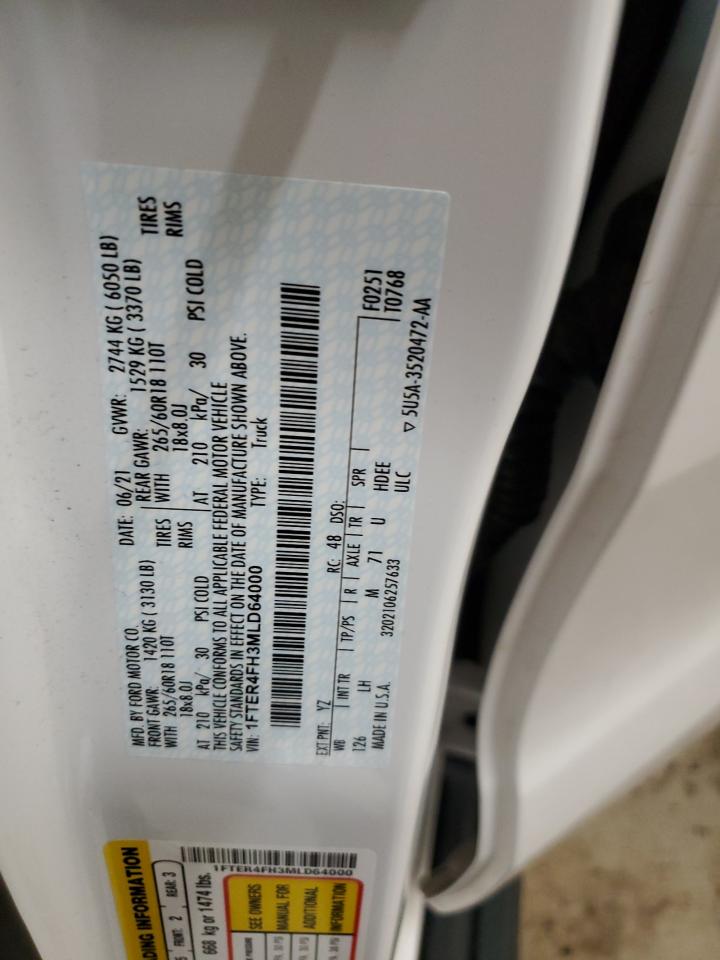 MFD. BY FORD MOTOR CO.
DATE: 06/21 GVWR: 2744 KG ( 6050 LB)
FRONT GAWR: 1420 KG ( 3130 LB) REAR GAWR: 1529 KG ( 3370 LB)
WITH 265/60R18 110T TIRES WITH 265/60R18 110T TIRES
18x8.0J RIMS 18x8.0J RIMS
AT 210 kPa/ 30 PSI COLD AT 210 kPa/ 30 PSI COLD
THIS VEHICLE CONFORMS TO ALL APPLICABLE FEDERAL MOTOR VEHICLE
SAFETY STANDARDS IN EFFECT ON THE DATE OF MANUFACTURE SHOWN ABOVE.
VIN: 1FTER4FH3MLD64000 TYPE: Truck
EXT PNT: YZ RC: 48 DSO:
WB INT TR TP/PS R AXLE TR SPR F0251
126 LH M 71 U HDEE T0768
MADE IN U.S.A. 3202106257633 ULC ▽ 5U5A-3520472-AA
DING INFORMATION
FRONT: 2 REAR: 3
668 kg or 1474 lbs.
1FTER4FH3MLD64000
SEE OWNERS
MANUAL FOR
ADDITIONAL
INFORMATION